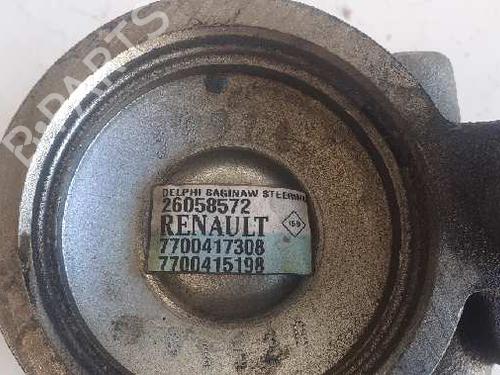 B-PARTS
DELPHI SAGINAW STEERING
26058572
RENAULT
7700417308
7700415198